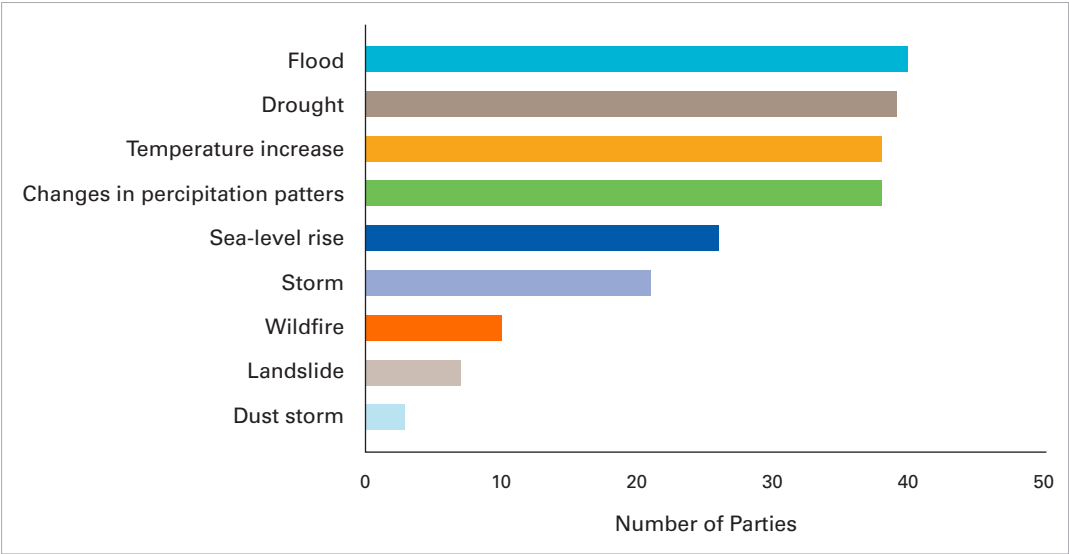 Flood
Drought
Temperature increase
Changes in percipitation patters
Sea-level rise
Storm
Wildfire
Landslide
Dust storm
0 10 20 30 40 50
Number of Parties